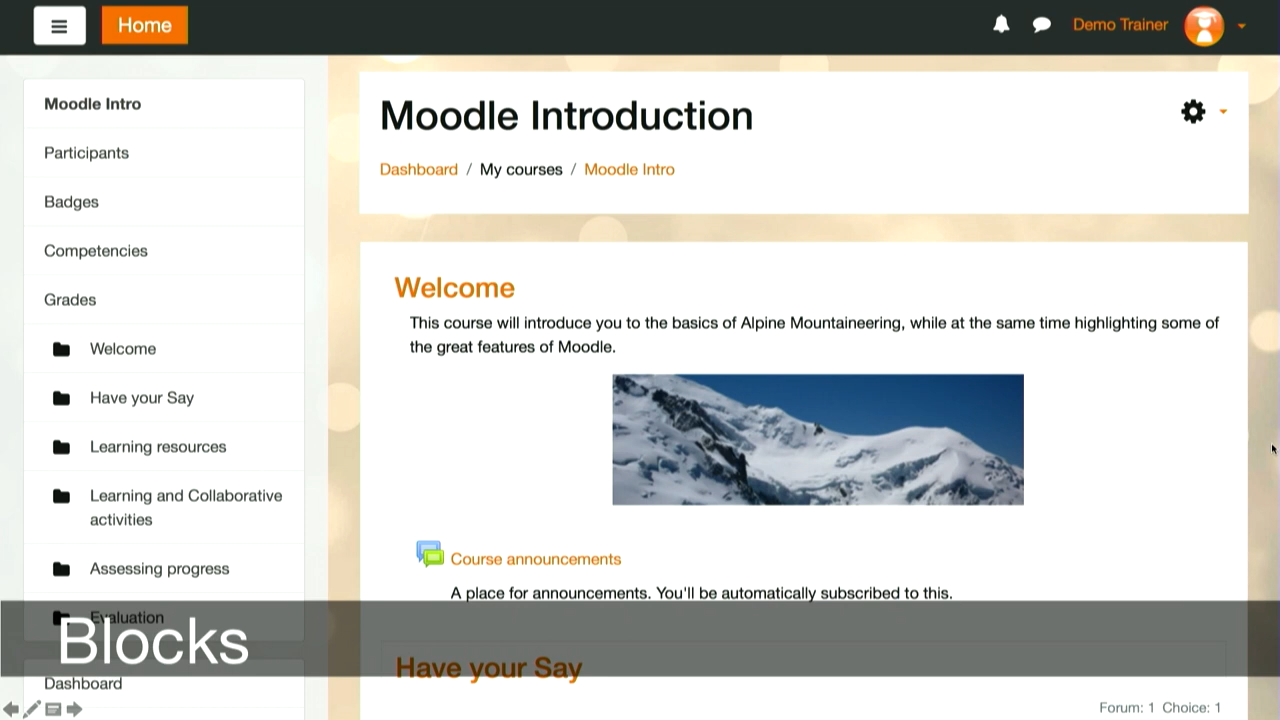 Home
Demo Trainer
Moodle Intro
Participants
Badges
Competencies
Grades
Welcome
Have your Say
Learning resources
Learning and Collaborative
activities
Assessing progress
Evaluation
Dashboard
Moodle Introduction
Dashboard / My courses / Moodle Intro
Welcome
This course will introduce you to the basics of Alpine Mountaineering, while at the same time highlighting some of
the great features of Moodle.
Course announcements
A place for announcements. You'll be automatically subscribed to this.
Blocks
Have your Say
Forum: 1 Choice: 1